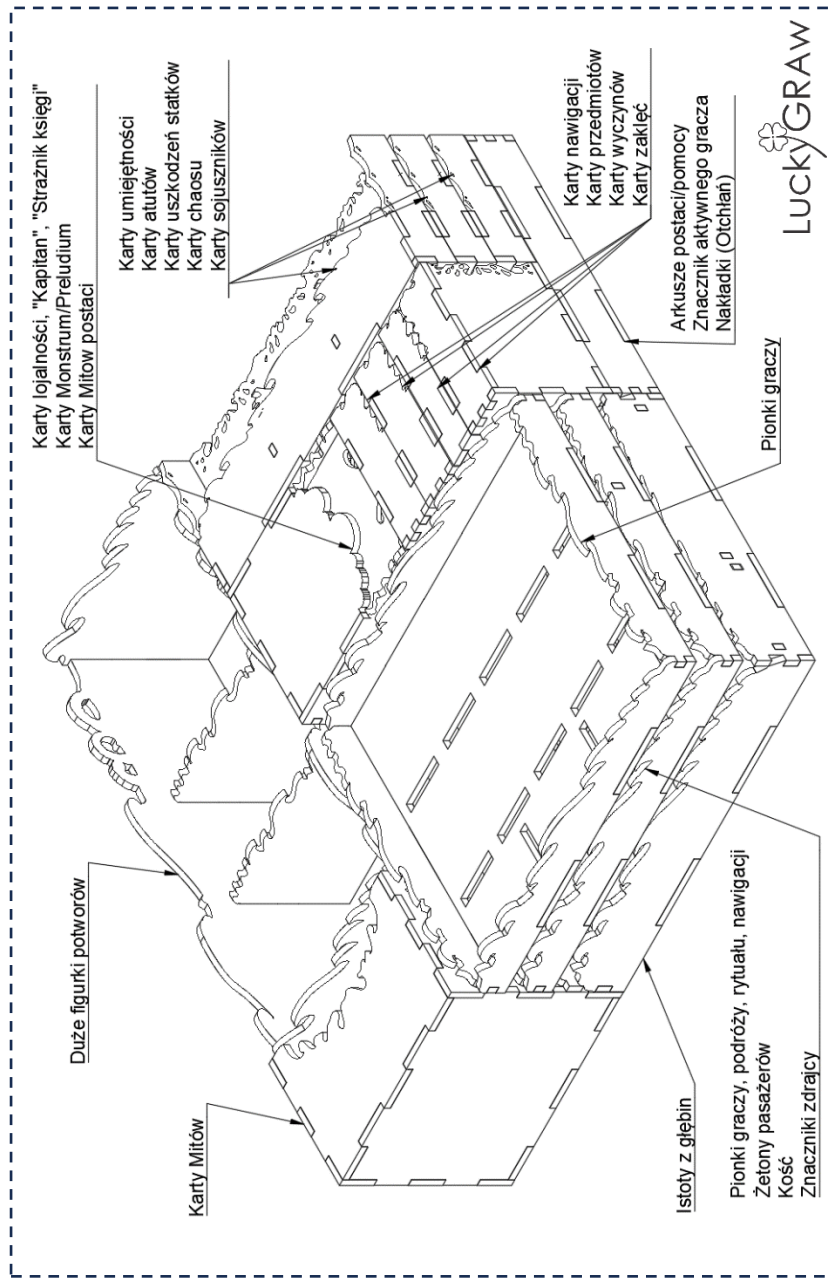 Karty Mitów
Duże figurki potworów
Karty lojalności, "Kapitan", "Strażnik księgi"
Karty Monstrum/Preludium
Karty Mitow postaci
Karty umiejętności
Karty atutów
Karty uszkodzeń statków
Karty chaosu
Karty sojuszników
Istoty z głębin
Pionki graczy, podróży, rytuału, nawigacji
Żetony pasażerów
Kość
Znaczniki zdrajcy
Pionki graczy
Arkusze postaci/pomocy
Znacznik aktywnego gracza
Nakładki (Otchłań)
Karty nawigacji
Karty przedmiotów
Karty wyczynów
Karty zaklęć
LUCKYGRAW